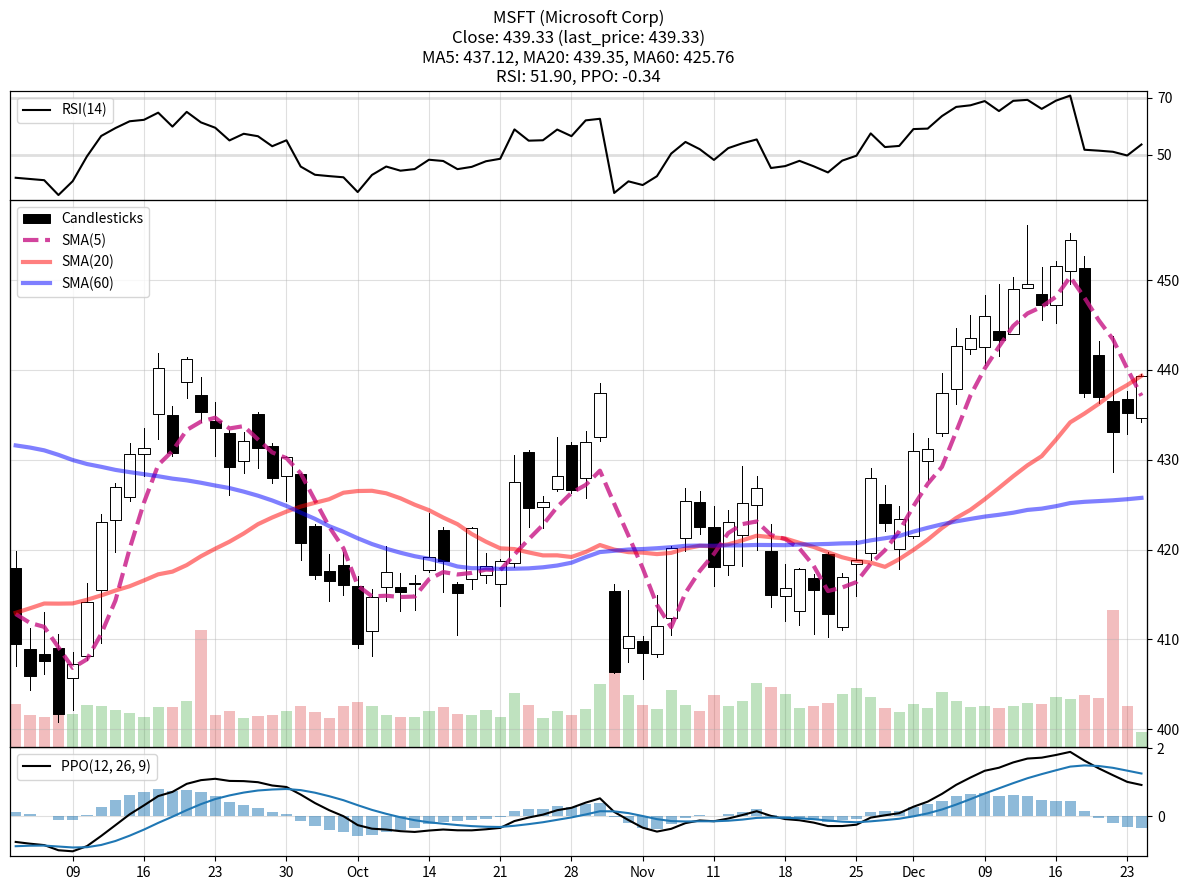 MSFT (Microsoft Corp)
Close: 439.33 (last_price: 439.33)
MA5: 437.12, MA20: 439.35, MA60: 425.76
RSI: 51.90, PPO: -0.34
RSI(14)
70
50
Candlesticks
SMA(5)
SMA(20)
SMA(60)
450
440
430
420
410
400
PPO(12, 26, 9)
2
0
09 16 23 30 Oct 14 21 28 Nov 11 18 25 Dec 09 16 23